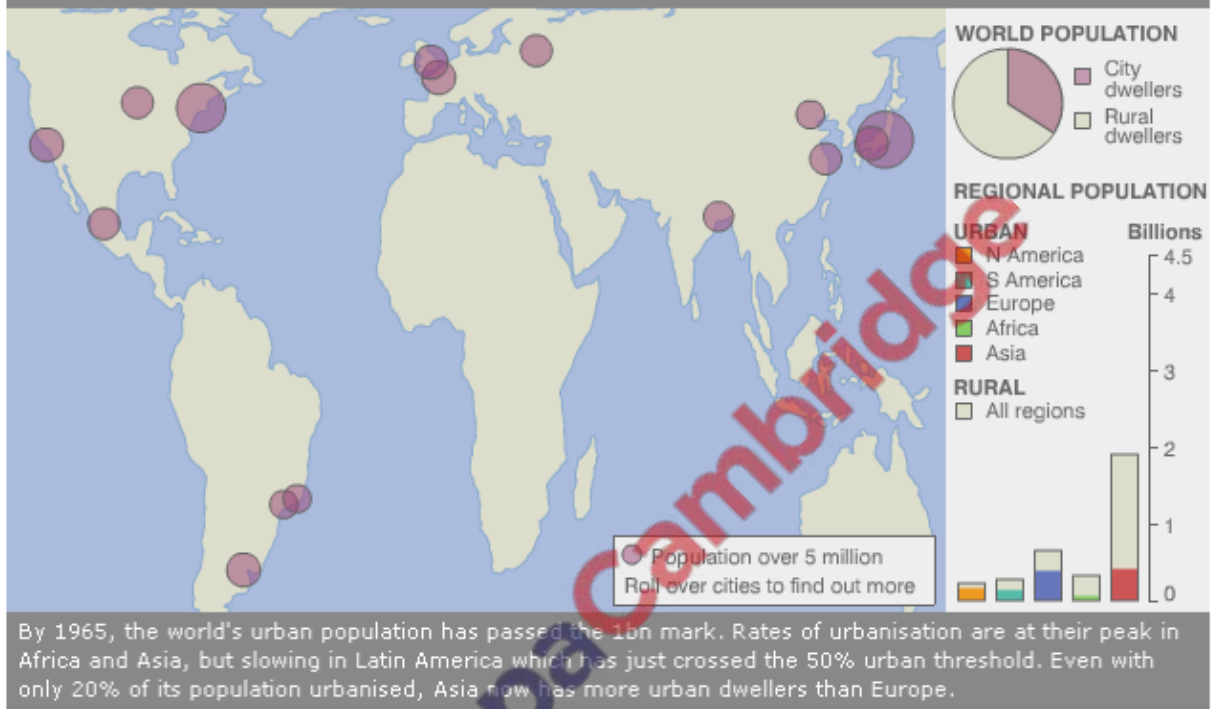 WORLD POPULATION
City
dwellers
Rural
dwellers
REGIONAL POPULATION
URBAN
Billions
N America
S America
Europe
Africa
Asia
RURAL
All regions
4.5
4
3
2
1
0
Population over 5 million
Roll over cities to find out more
By 1965, the world's urban population has passed the 1bn mark. Rates of urbanisation are at their peak in
Africa and Asia, but slowing in Latin America which has just crossed the 50% urban threshold. Even with
only 20% of its population urbanised, Asia now has more urban dwellers than Europe.
paCambridge